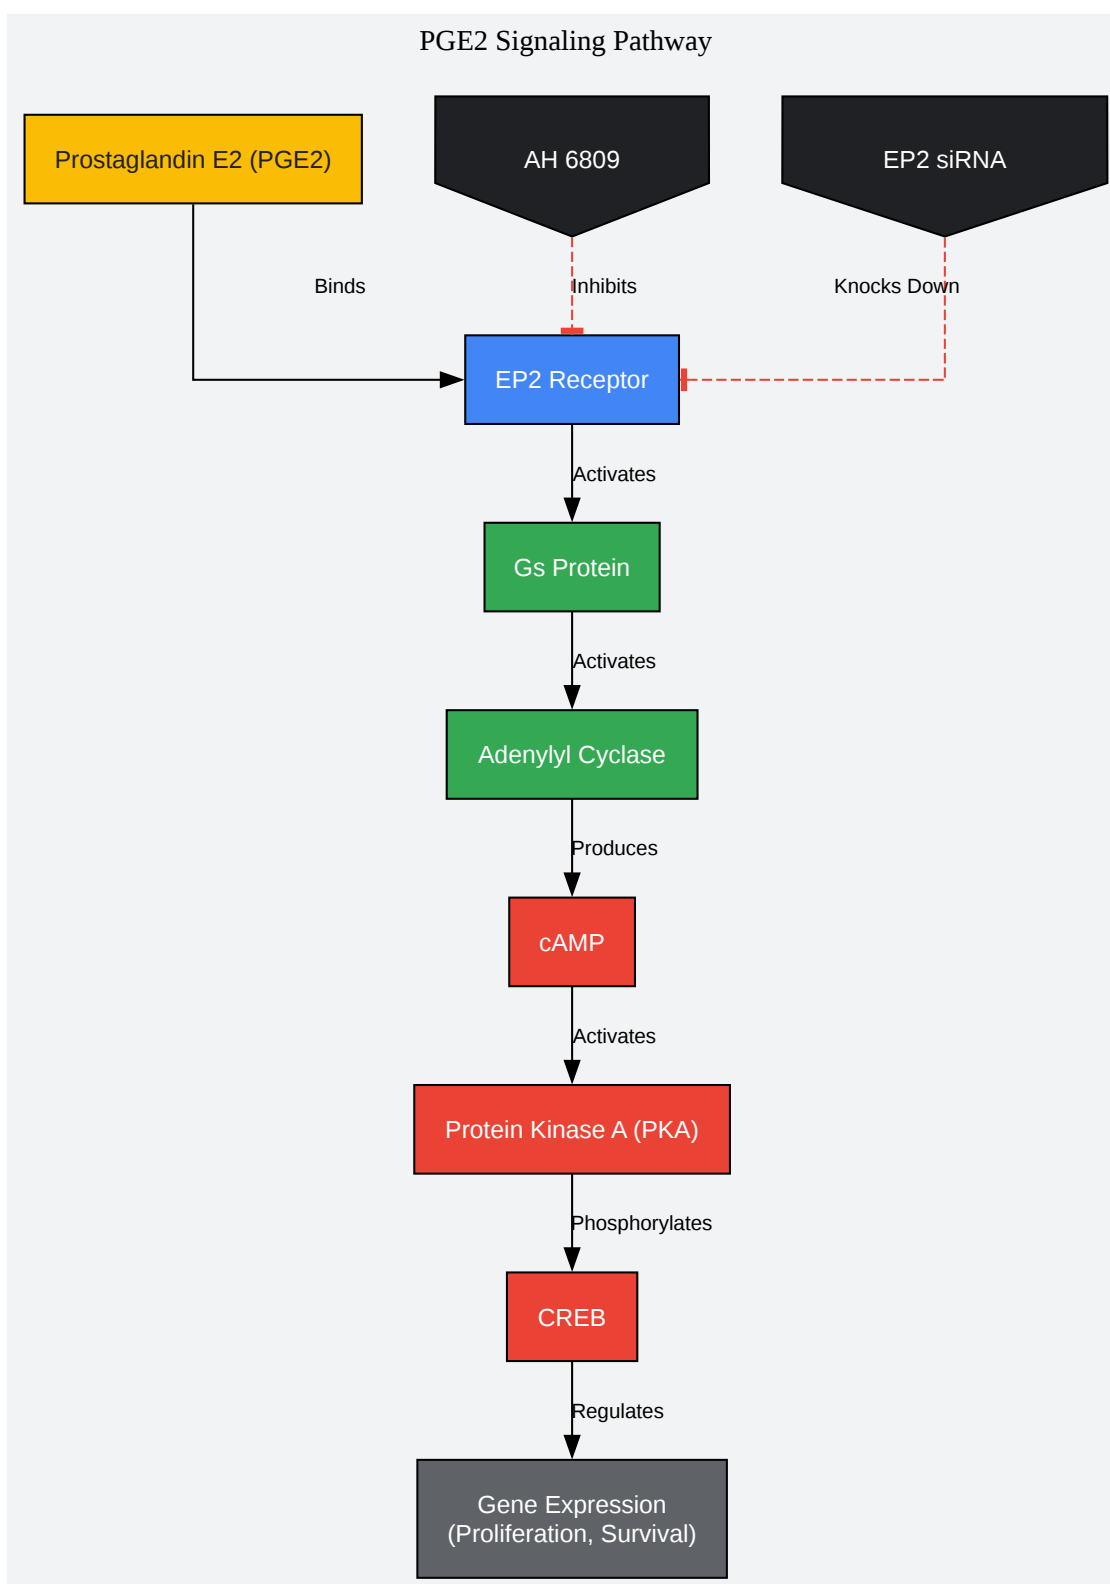 PGE2 Signaling Pathway
Prostaglandin E2 (PGE2)
AH 6809
EP2 siRNA
Binds
Inhibits
Knocks Down
EP2 Receptor
Activates
Gs Protein
Activates
Adenylyl Cyclase
Produces
cAMP
Activates
Protein Kinase A (PKA)
Phosphorylates
CREB
Regulates
Gene Expression
(Proliferation, Survival)